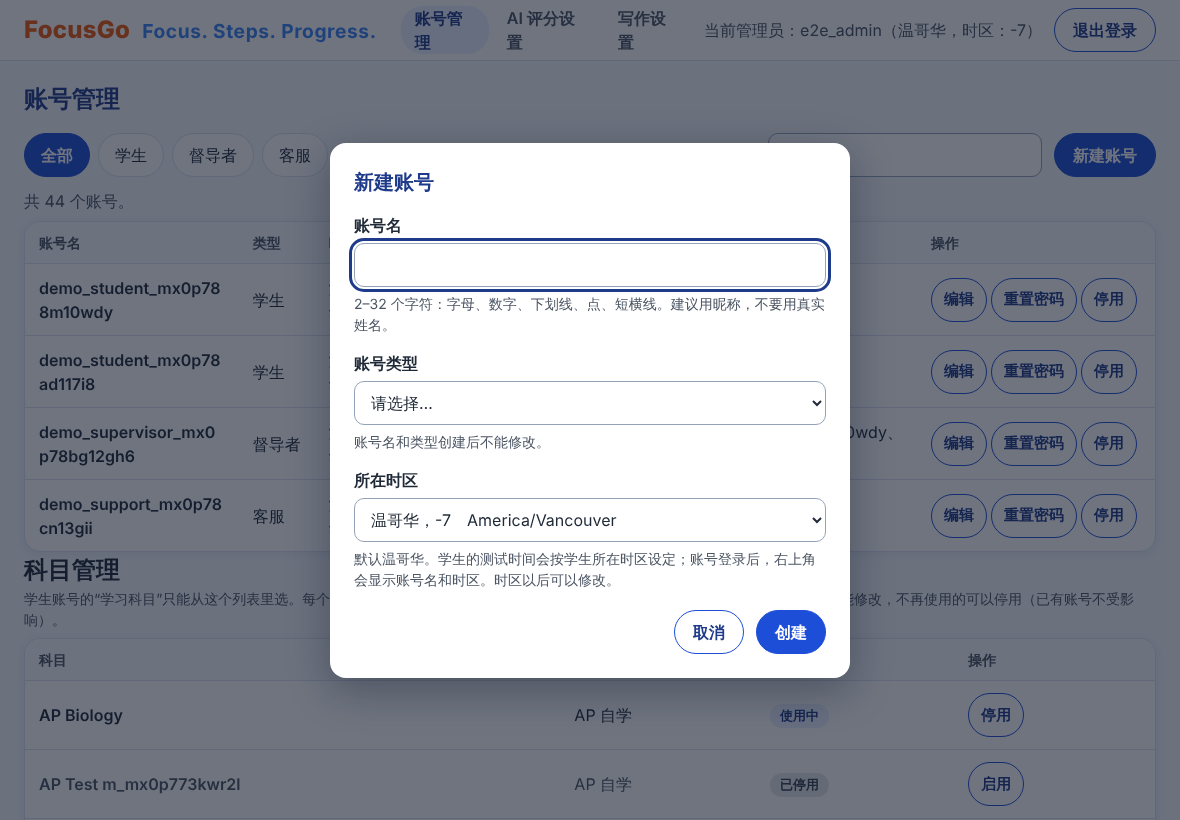 FocusGo Focus. Steps. Progress. 账号管理 AI 评分设置 写作设置 当前管理员：e2e_admin（温哥华，时区：-7） 退出登录
账号管理
全部 学生 督导者 客服 新建账号
共 44 个账号。
账号名 类型 操作
demo_student_mx0p78
8m10wdy
学生 编辑 重置密码 停用
demo_student_mx0p78
ad117i8
学生 编辑 重置密码 停用
demo_supervisor_mx0
p78bg12gh6
督导者 0wdy、 编辑 重置密码 停用
demo_support_mx0p78
cn13gii
客服 编辑 重置密码 停用
新建账号
账号名
2–32 个字符：字母、数字、下划线、点、短横线。建议用昵称，不要用真实
姓名。
账号类型
请选择…
账号名和类型创建后不能修改。
所在时区
温哥华，-7 America/Vancouver
默认温哥华。学生的测试时间会按学生所在时区设定；账号登录后，右上角
会显示账号名和时区。时区以后可以修改。
取消 创建
科目管理
学生账号的“学习科目”只能从这个列表里选。每个 能修改，不再使用的可以停用（已有账号不受影
响）。
科目 操作
AP Biology AP 自学 使用中 停用
AP Test m_mx0p773kwr2l AP 自学 已停用 启用